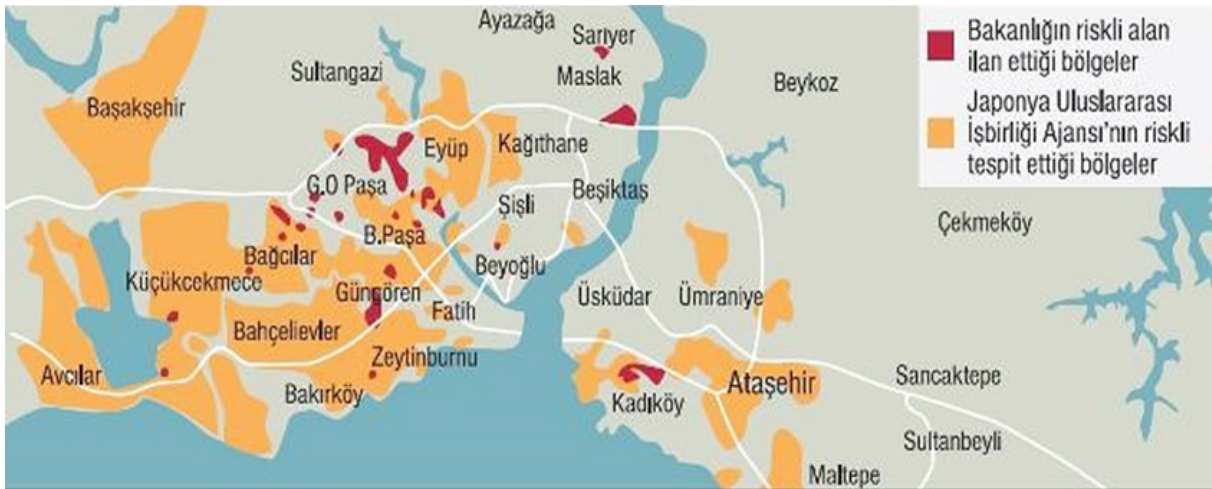 Ayazağa
Sarıyer
Maslak
Sultangazi
Beykoz
Başakşehir
Eyüp
Kağıthane
G.O Paşa
Beşiktaş
Şişli
B.Paşa
Bağcılar
Beyoğlu
Küçükcekmece
Güngören
Üsküdar
Ümraniye
Fatih
Bahçelievler
Zeytinburnu
Avcılar
Bakırköy
Kadıköy
Ataşehir
Sancaktepe
Sultanbeyli
Maltepe
Çekmeköy
Bakanlığın riskli alan
ilan ettiği bölgeler
Japonya Uluslararası
İşbirliği Ajansı'nın riskli
tespit ettiği bölgeler